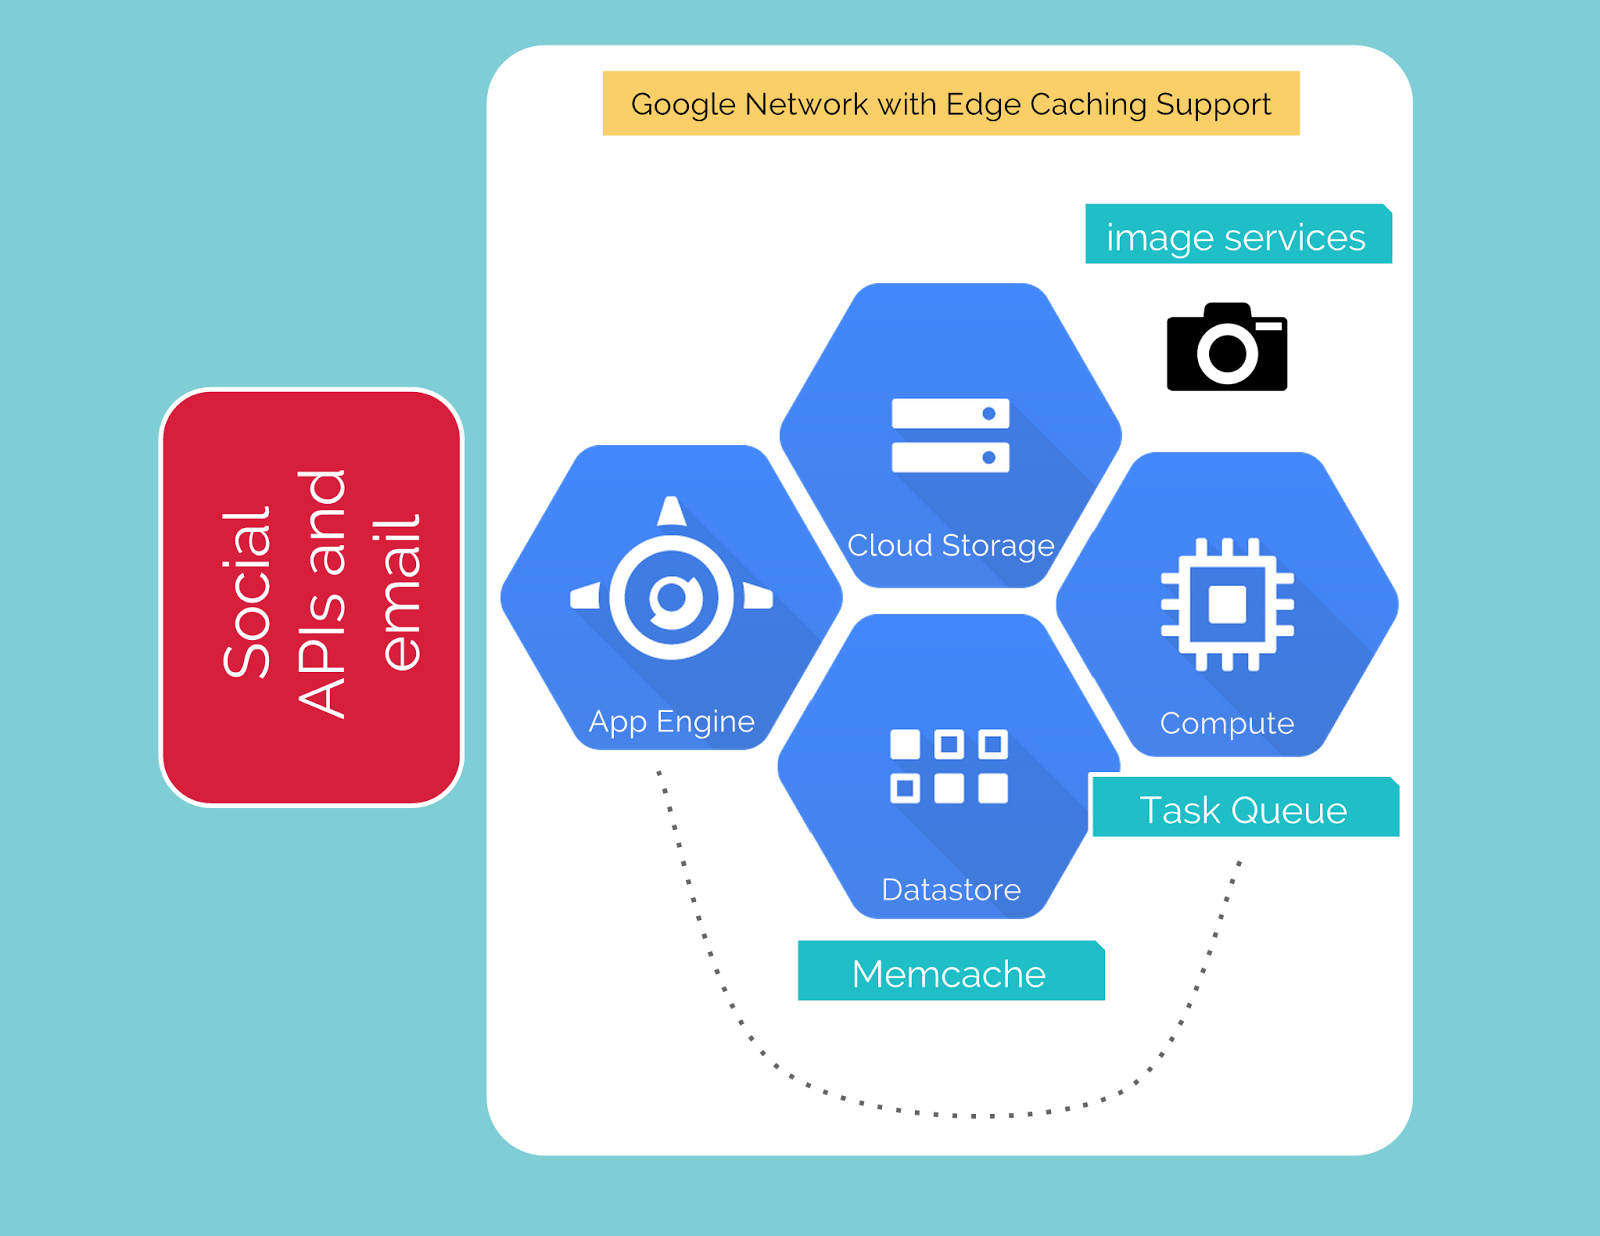 Google Network with Edge Caching Support
image services
Cloud Storage
Social
APIs and
email
App Engine
Compute
Task Queue
Datastore
Memcache